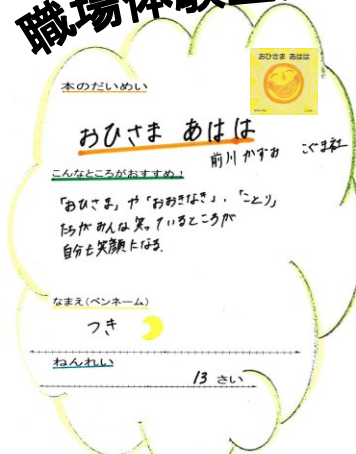 職場体験
おひさま あはは
本のだいめい
おひさま あはは
前川かずお こぐま社
こんなところがおすすめ！
「おひさま」や「おおきなき」、「ことり」
たちがみんな笑っているところが
自分も笑顔になる。
なまえ(ペンネーム)
つき
ねんれい
13 さい